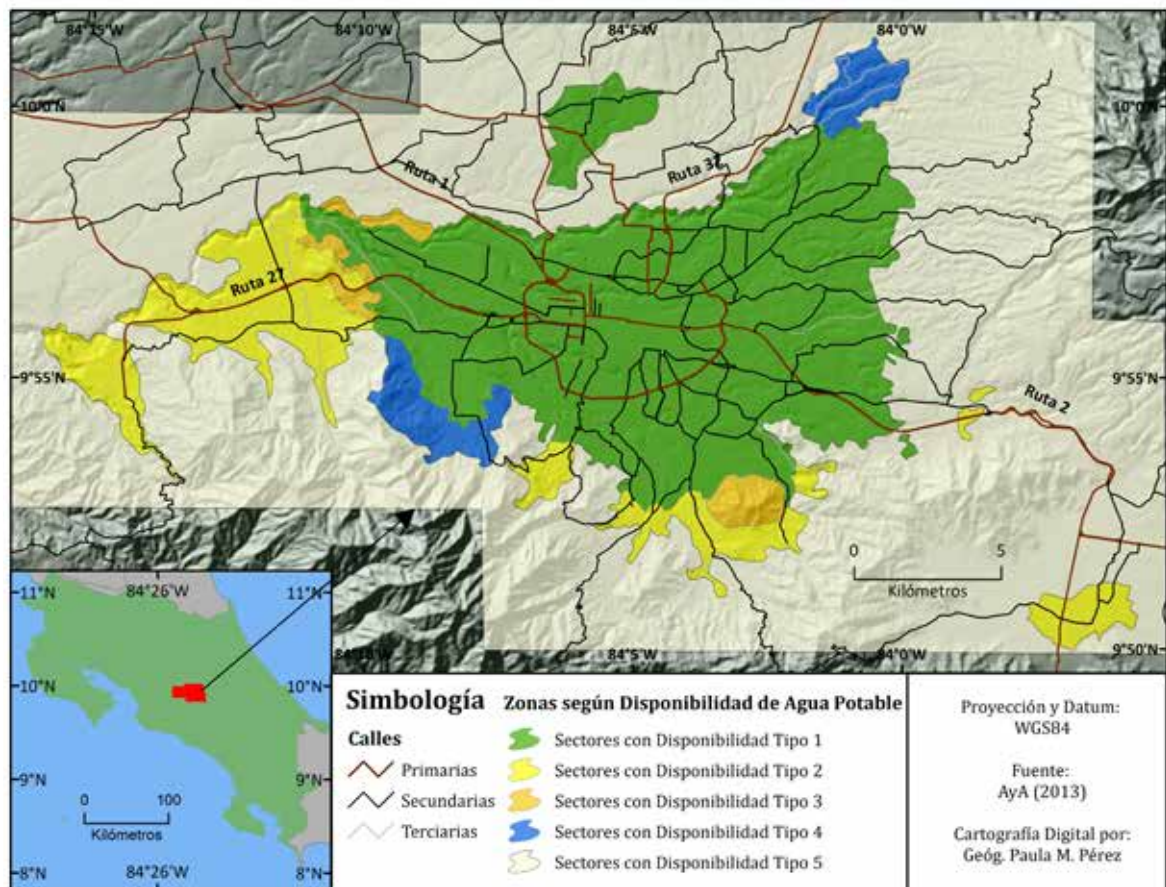 84°15'W
84°10'W
84°5'W
84°0'W
10°0'N
10°0'N
Ruta 1
Ruta 32
Ruta 27
9°55'N
9°55'N
Ruta 2
0 5
Kilómetros
84°10'W
84°5'W
84°0'W
9°50'N
84°26'W
11°N
11°N
10°N
10°N
9°N
9°N
0 100
Kilómetros
8°N
8°N
84°26'W
Simbología
Calles
Primarias
Secundarias
Terciarias
Zonas según Disponibilidad de Agua Potable
Sectores con Disponibilidad Tipo 1
Sectores con Disponibilidad Tipo 2
Sectores con Disponibilidad Tipo 3
Sectores con Disponibilidad Tipo 4
Sectores con Disponibilidad Tipo 5
Proyección y Datum:
WGS84
Fuente:
AyA (2013)
Cartografía Digital por:
Geóg. Paula M. Pérez